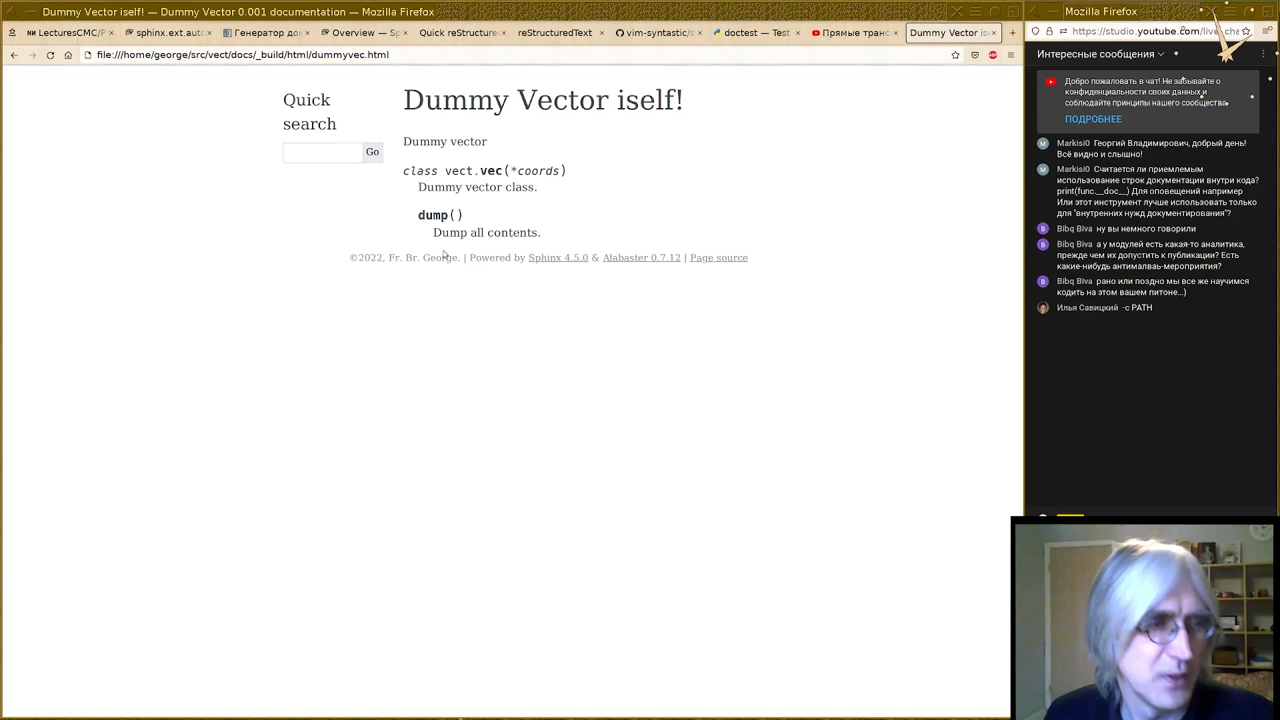 Dummy Vector iself! — Dummy Vector 0.001 documentation — Mozilla Firefox
LecturesCMC/P
sphinx.ext.auto
Генератор док
Overview — Sp
Quick reStructure
reStructuredText
vim-syntastic/s
doctest — Test
Прямые транс
Dummy Vector is
file:///home/george/src/vect/docs/_build/html/dummyvec.html
Quick
search
Go
Dummy Vector iself!
Dummy vector
class vect.vec(*coords)
Dummy vector class.
dump()
Dump all contents.
©2022, Fr. Br. George. | Powered by Sphinx 4.5.0 & Alabaster 0.7.12 | Page source
Mozilla Firefox
https://studio.youtube.com/live_cha
Интересные сообщения
Добро пожаловать в чат! Не забывайте о
конфиденциальности своих данных и
соблюдайте принципы нашего сообщества.
ПОДРОБНЕЕ
Markisi0 Георгий Владимирович, добрый день!
Всё видно и слышно!
Markisi0 Считается ли приемлемым
использование строк документации внутри кода?
print(func.__doc__) Для оповещений например
Или этот инструмент лучше использовать только
для "внутренних нужд документирования"?
Bibq Biva ну вы немного говорили
Bibq Biva а у модулей есть какая-то аналитика,
прежде чем их допустить к публикации? Есть
какие-нибудь антималваь-мероприятия?
Bibq Biva рано или поздно мы все же научимся
кодить на этом вашем питоне...)
Илья Савицкий -c PATH